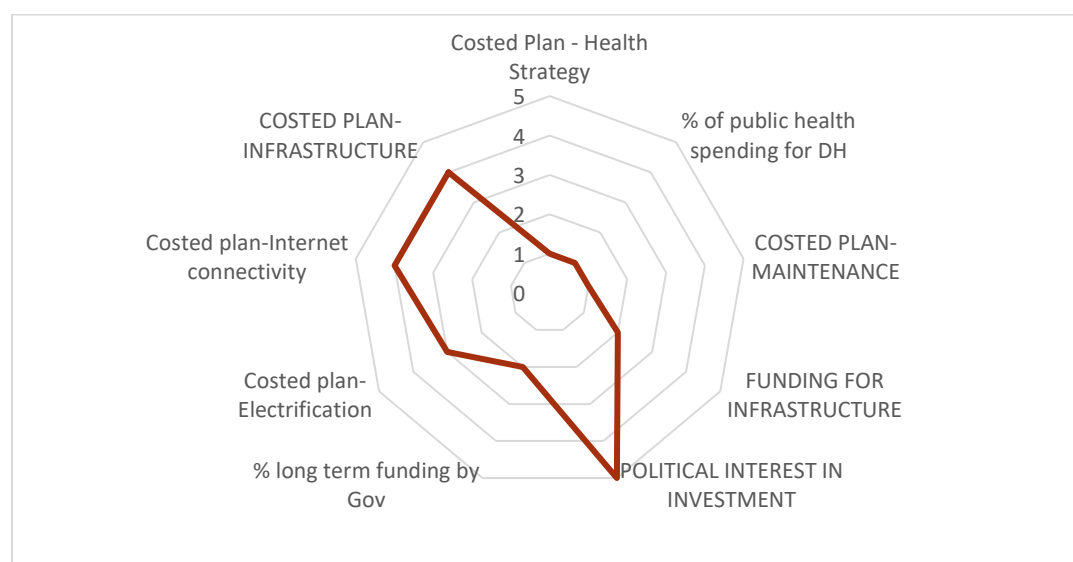 Costed Plan - Health
Strategy
5
4
3
2
1
0
% of public health
spending for DH
COSTED PLAN-
MAINTENANCE
FUNDING FOR
INFRASTRUCTURE
POLITICAL INTEREST IN
INVESTMENT
% long term funding by
Gov
Costed plan-
Electrification
Costed plan-Internet
connectivity
COSTED PLAN-
INFRASTRUCTURE